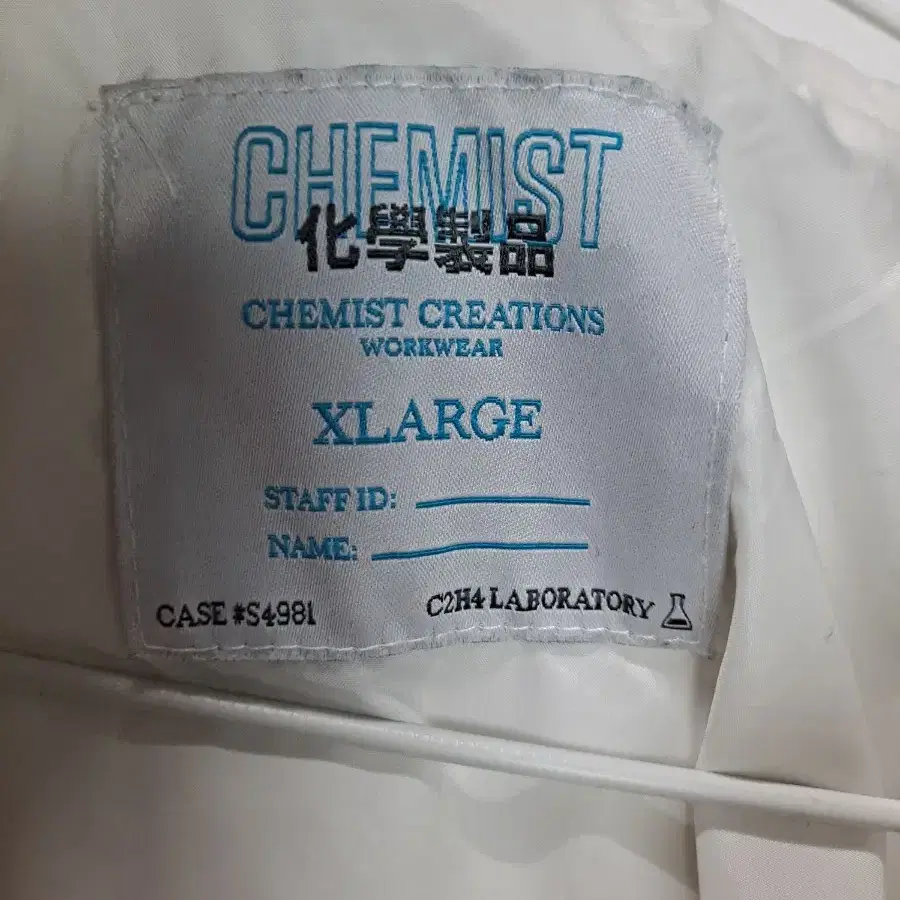 CHEMIST
化學製品
CHEMIST CREATIONS
WORKWEAR
XLARGE
STAFF ID:
NAME:
CASE #S4981
C2H4 LABORATORY